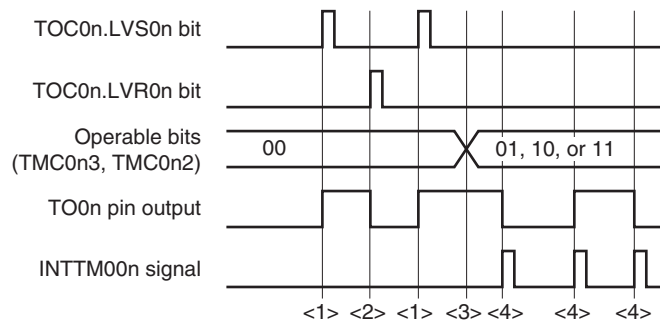 TOC0n.LVS0n bit
TOC0n.LVR0n bit
Operable bits
(TMC0n3, TMC0n2)
00
01, 10, or 11
TO0n pin output
INTTM00n signal
<1> <2> <1> <3> <4> <4> <4>